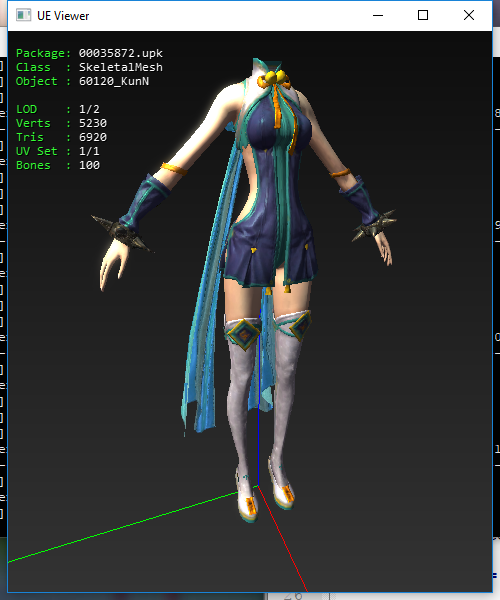 UE Viewer
Package: 00035872.upk
Class : SkeletalMesh
Object : 60120_KunN
LOD : 1/2
Verts : 5230
Tris : 6920
UV Set : 1/1
Bones : 100